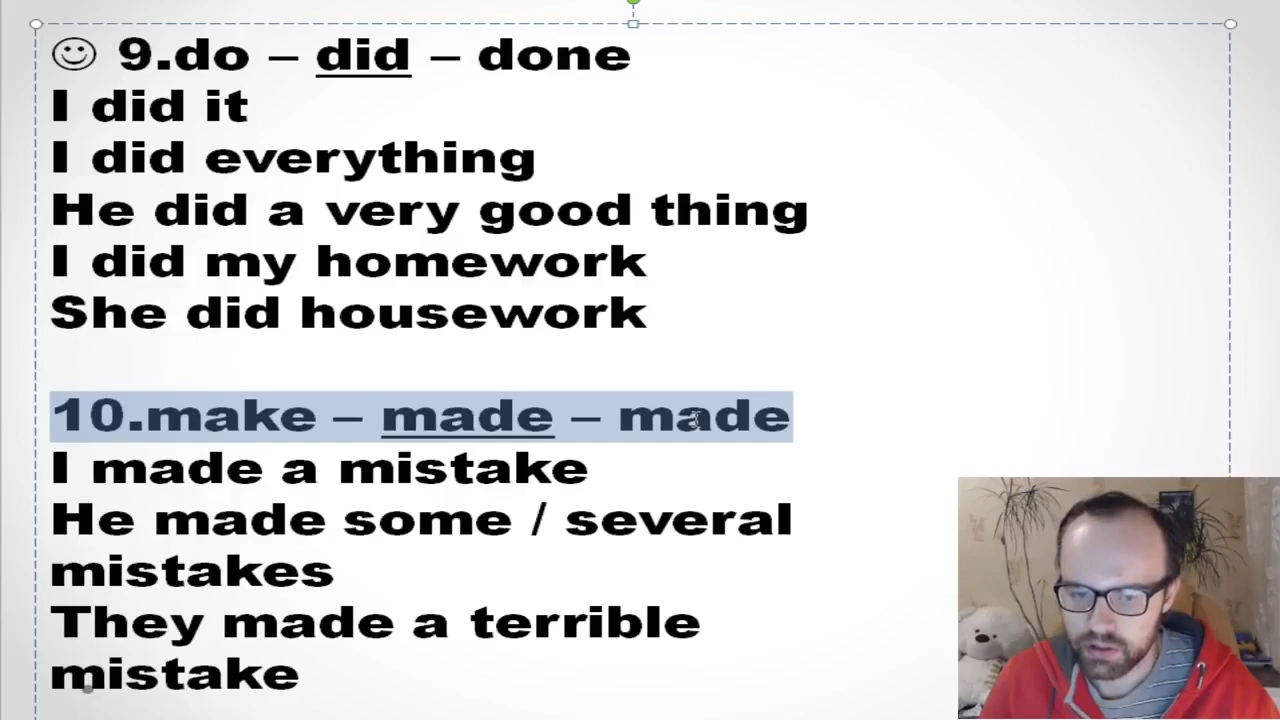 ☺ 9.do – did – done
I did it
I did everything
He did a very good thing
I did my homework
She did housework
10.make – made – made
I made a mistake
He made some / several
mistakes
They made a terrible
mistake